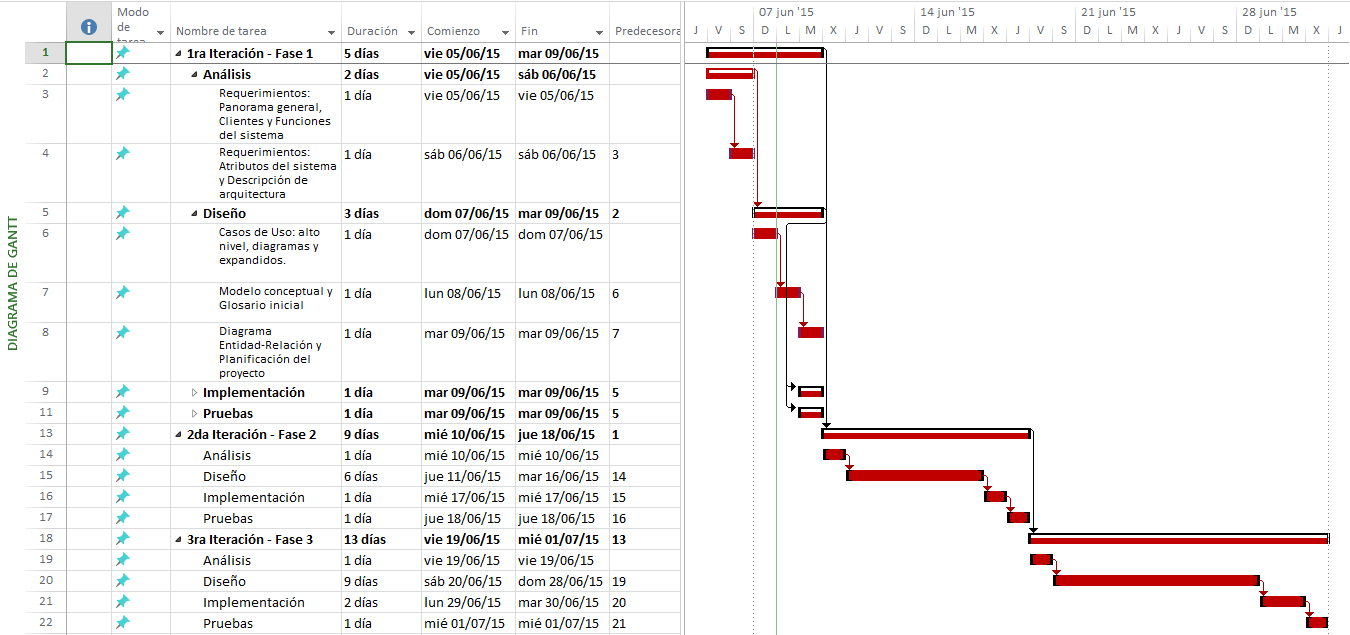 DIAGRAMA DE GANTT
Modo de tarea Nombre de tarea Duración Comienzo Fin Predecesora
07 jun '15 14 jun '15 21 jun '15 28 jun '15
J V S D L M X J V S D L M X J V S D L M X J V S D L M X J
1 1ra Iteración - Fase 1 5 días vie 05/06/15 mar 09/06/15
2 Análisis 2 días vie 05/06/15 sáb 06/06/15
3 Requerimientos: 1 día vie 05/06/15 vie 05/06/15
Panorama general,
Clientes y Funciones
del sistema
4 Requerimientos: 1 día sáb 06/06/15 sáb 06/06/15 3
Atributos del sistema
y Descripción de
arquitectura
5 Diseño 3 días dom 07/06/15 mar 09/06/15 2
6 Casos de Uso: alto 1 día dom 07/06/15 dom 07/06/15
nivel, diagramas y
expandidos.
7 Modelo conceptual y 1 día lun 08/06/15 lun 08/06/15 6
Glosario inicial
8 Diagrama 1 día mar 09/06/15 mar 09/06/15 7
Entidad-Relación y
Planificación del
proyecto
9 Implementación 1 día mar 09/06/15 mar 09/06/15 5
11 Pruebas 1 día mar 09/06/15 mar 09/06/15 5
13 2da Iteración - Fase 2 9 días mié 10/06/15 jue 18/06/15 1
14 Análisis 1 día mié 10/06/15 mié 10/06/15
15 Diseño 6 días jue 11/06/15 mar 16/06/15 14
16 Implementación 1 día mié 17/06/15 mié 17/06/15 15
17 Pruebas 1 día jue 18/06/15 jue 18/06/15 16
18 3ra Iteración - Fase 3 13 días vie 19/06/15 mié 01/07/15 13
19 Análisis 1 día vie 19/06/15 vie 19/06/15
20 Diseño 9 días sáb 20/06/15 dom 28/06/15 19
21 Implementación 2 días lun 29/06/15 mar 30/06/15 20
22 Pruebas 1 día mié 01/07/15 mié 01/07/15 21